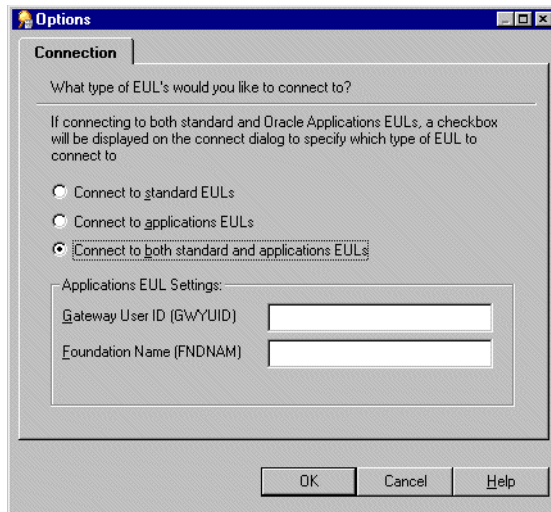 Options
Connection
What type of EUL's would you like to connect to?
If connecting to both standard and Oracle Applications EULs, a checkbox
will be displayed on the connect dialog to specify which type of EUL to
connect to
Connect to standard EULs
Connect to applications EULs
Connect to both standard and applications EULs
Applications EUL Settings:
Gateway User ID (GWYUID)
Foundation Name (FNDNAM)
OK Cancel Help